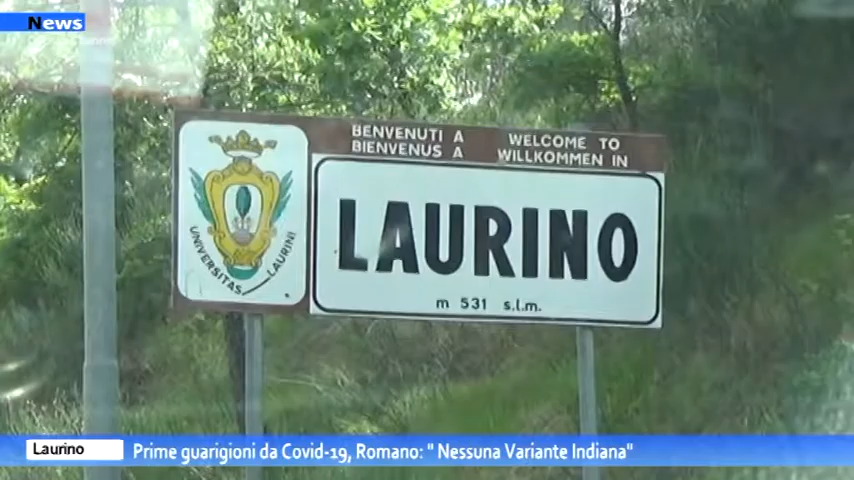 News
BENVENUTI A
BIENVENUS A
WELCOME TO
WILLKOMMEN IN
UNIVERSITAS LAURINI
LAURINO
m 531 s.l.m.
Laurino
Prime guarigioni da Covid-19, Romano: " Nessuna Variante Indiana"